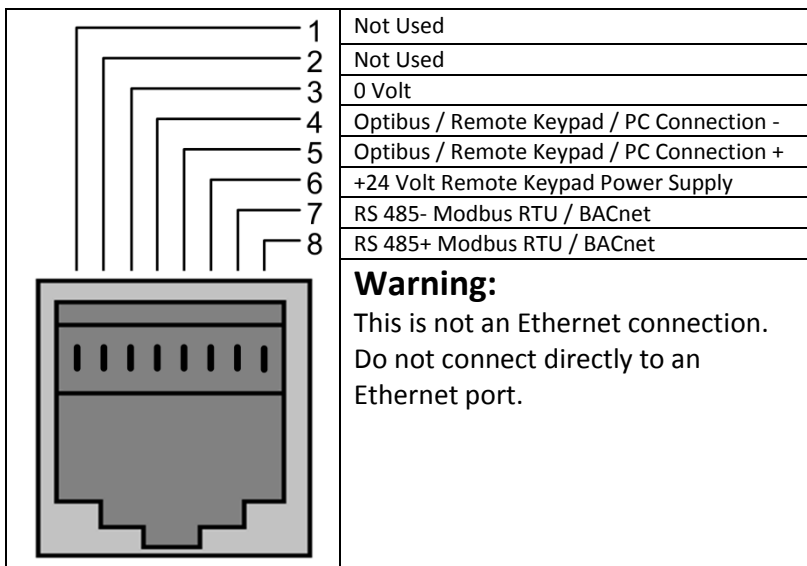 1 Not Used
2 Not Used
3 0 Volt
4 Optibus / Remote Keypad / PC Connection -
5 Optibus / Remote Keypad / PC Connection +
6 +24 Volt Remote Keypad Power Supply
7 RS 485- Modbus RTU / BACnet
8 RS 485+ Modbus RTU / BACnet
Warning:
This is not an Ethernet connection.
Do not connect directly to an
Ethernet port.